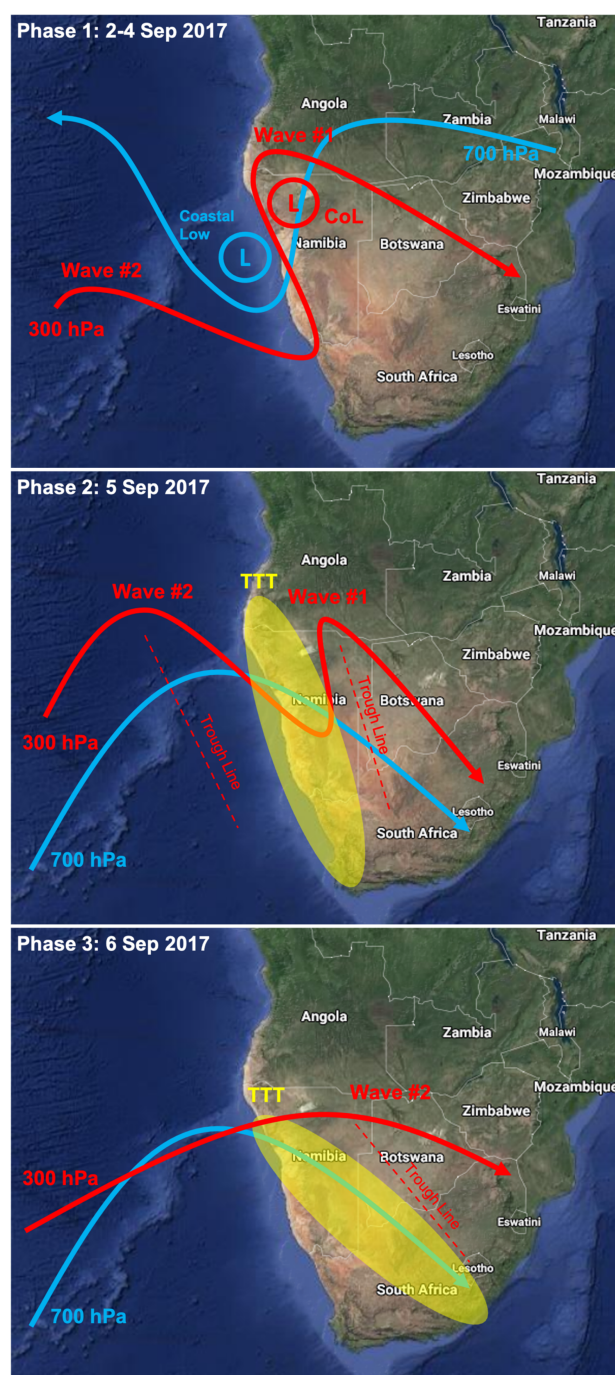 Phase 1: 2-4 Sep 2017
Tanzania
Angola
Zambia
Malawi
Wave #1
700 hPa
Mozambique
Zimbabwe
L
CoL
Coastal
Low
L
Namibia
Botswana
Wave #2
300 hPa
Eswatini
Lesotho
South Africa
Phase 2: 5 Sep 2017
Tanzania
Angola
TTT
Zambia
Malawi
Wave #2
Wave #1
Mozambique
Zimbabwe
Namibia
Botswana
300 hPa
Trough Line
Trough Line
Eswatini
Lesotho
South Africa
700 hPa
Phase 3: 6 Sep 2017
Tanzania
Angola
Zambia
Malawi
TTT
Wave #2
Mozambique
Zimbabwe
Namibia
Botswana
300 hPa
Trough Line
Eswatini
Lesotho
South Africa
700 hPa